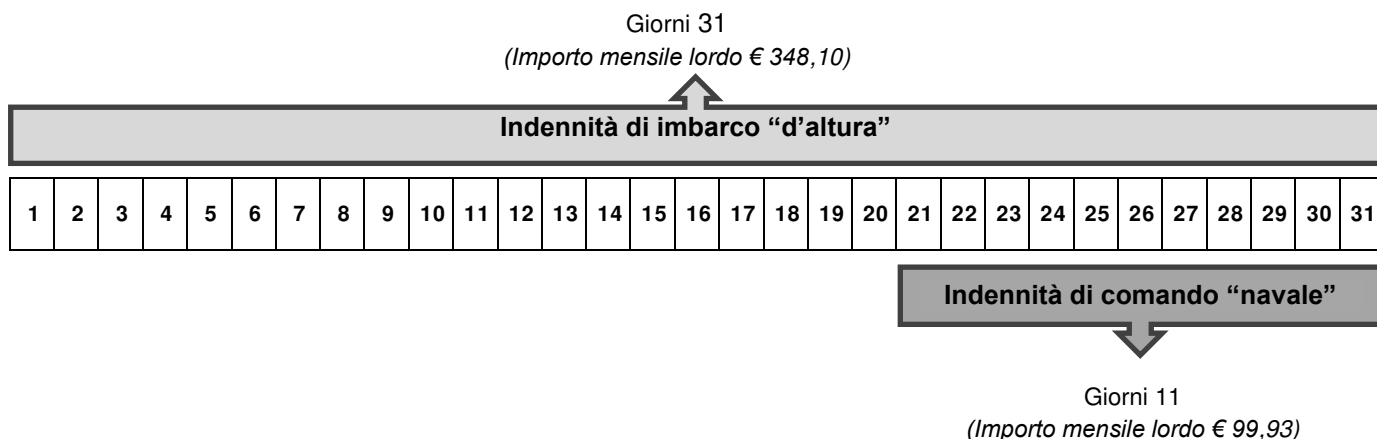 Giorni 31
(Importo mensile lordo € 348,10)
Indennità di imbarco “d’altura”
1 2 3 4 5 6 7 8 9 10 11 12 13 14 15 16 17 18 19 20 21 22 23 24 25 26 27 28 29 30 31
Indennità di comando “navale”
Giorni 11
(Importo mensile lordo € 99,93)